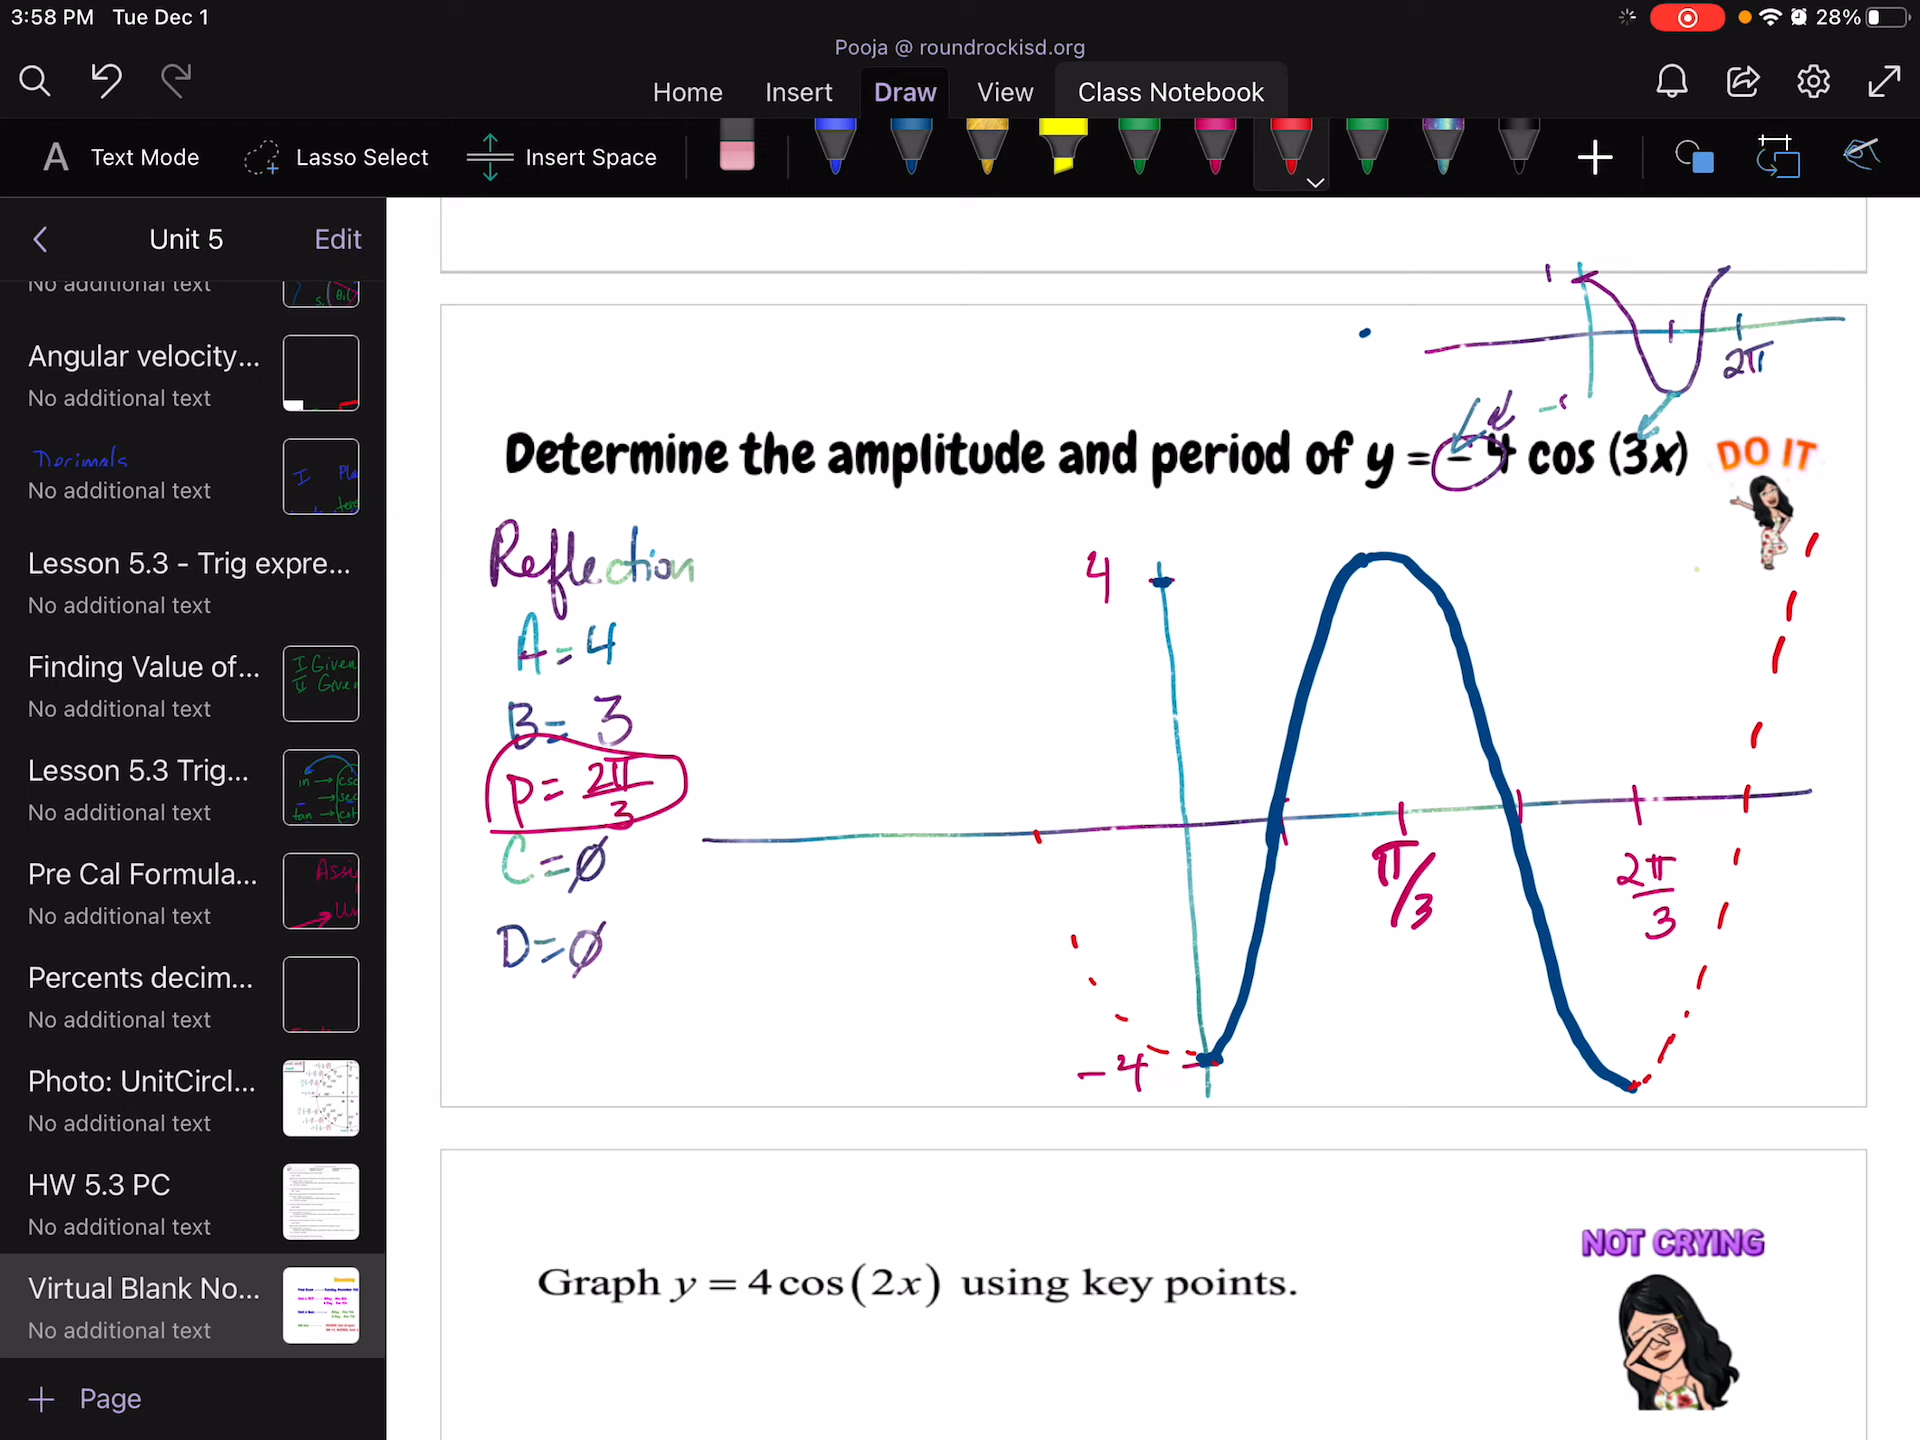 3:58 PM Tue Dec 1
28%
Pooja @ roundrockisd.org
Home Insert Draw View Class Notebook
A Text Mode Lasso Select Insert Space
Unit 5 Edit
No additional text
Angular velocity...
No additional text
Decimals
No additional text
Lesson 5.3 - Trig expre...
No additional text
Finding Value of...
No additional text
Lesson 5.3 Trig...
No additional text
Pre Cal Formula...
No additional text
Percents decim...
No additional text
Photo: UnitCircl...
No additional text
HW 5.3 PC
No additional text
Virtual Blank No...
No additional text
+ Page
2π
Determine the amplitude and period of y = -4 cos (3x)
DO IT
Reflection
A = 4
B = 3
P = 2π/3
C = ∅
D = ∅
4
π/3
2π/3
-4
Graph y = 4 cos(2x) using key points.
NOT CRYING